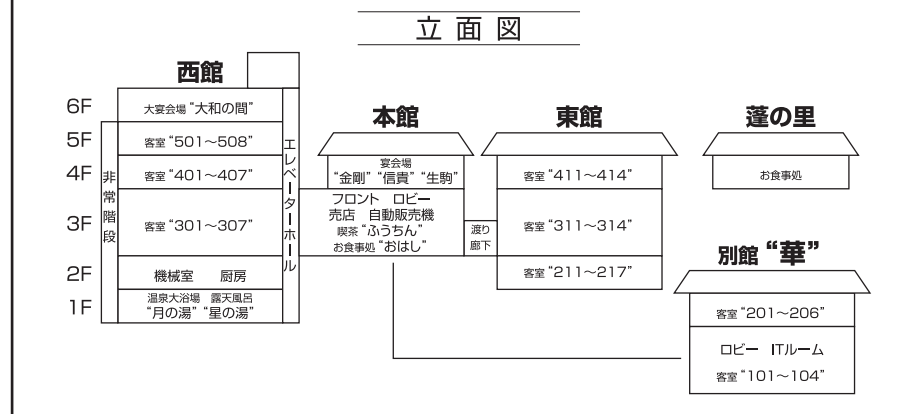 立面図
西館
6F
大宴会場 “大和の間”
5F
客室 “501～508”
4F
客室 “401～407”
3F
客室 “301～307”
2F
機械室 厨房
1F
温泉大浴場 露天風呂
“月の湯” “星の湯”
非常階段
エレベーターホール
本館
宴会場
“金剛” “信貴” “生駒”
フロント ロビー
売店 自動販売機
喫茶 “ふうちん”
お食事処 “おはし”
渡り
廊下
東館
客室 “411～414”
客室 “311～314”
客室 “211～217”
蓬の里
お食事処
別館 “華”
客室 “201～206”
ロビー ITルーム
客室 “101～104”